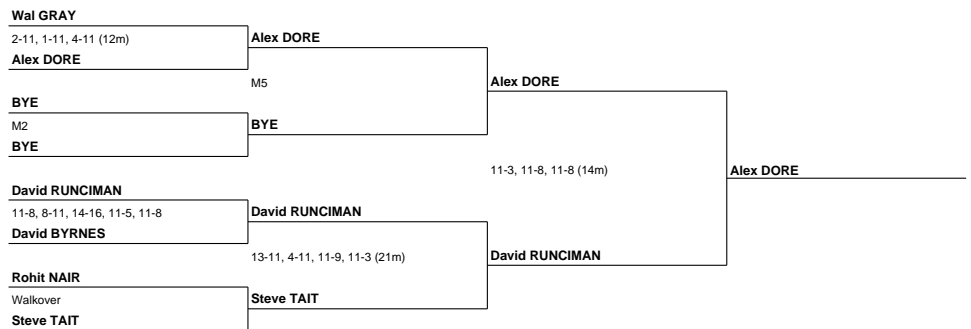 Wal GRAY
2-11, 1-11, 4-11 (12m)
Alex DORE
Alex DORE
M5
Alex DORE
BYE
M2
BYE
BYE
11-3, 11-8, 11-8 (14m)
Alex DORE
David RUNCIMAN
11-8, 8-11, 14-16, 11-5, 11-8
David RUNCIMAN
David BYRNES
13-11, 4-11, 11-9, 11-3 (21m)
David RUNCIMAN
Rohit NAIR
Walkover
Steve TAIT
Steve TAIT